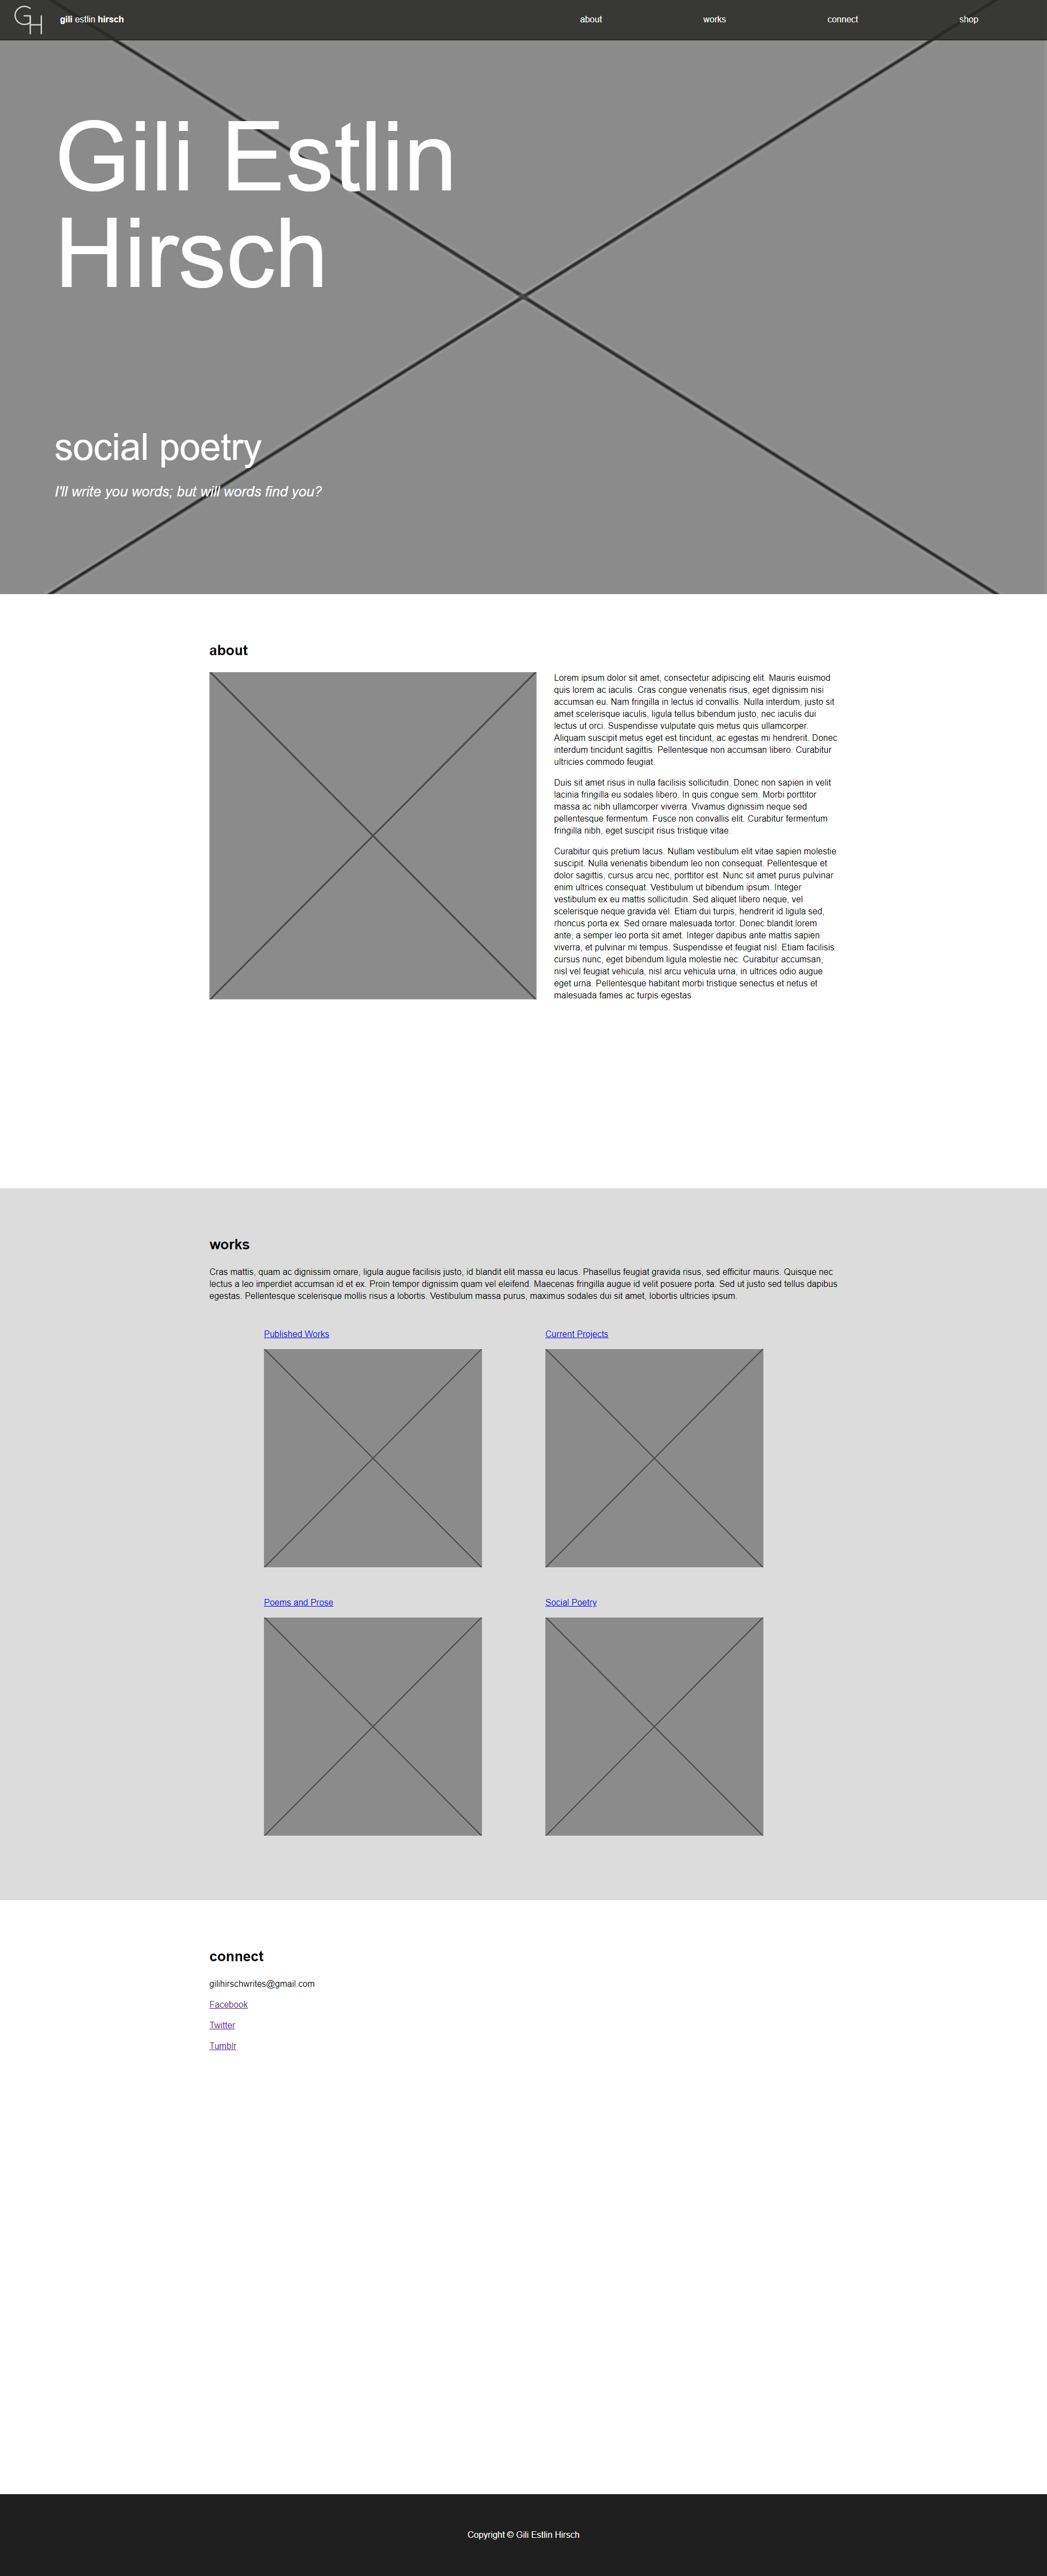 GH
gili estlin hirsch
about
works
connect
shop
Gili Estlin
Hirsch
social poetry
I'll write you words; but will words find you?
about
Lorem ipsum dolor sit amet, consectetur adipiscing elit. Mauris euismod
quis lorem ac iaculis. Cras congue venenatis risus, eget dignissim nisi
accumsan eu. Nam fringilla in lectus id convallis. Nulla interdum, justo sit
amet scelerisque iaculis, ligula tellus bibendum justo, nec iaculis dui
lectus ut orci. Suspendisse vulputate quis metus quis ullamcorper.
Aliquam suscipit metus eget est tincidunt, ac egestas mi hendrerit. Donec
interdum tincidunt sagittis. Pellentesque non accumsan libero. Curabitur
ultricies commodo feugiat.
Duis sit amet risus in nulla facilisis sollicitudin. Donec non sapien in velit
lacinia fringilla eu sodales libero. In quis congue sem. Morbi porttitor
massa ac nibh ullamcorper viverra. Vivamus dignissim neque sed
pellentesque fermentum. Fusce non convallis elit. Curabitur fermentum
fringilla nibh, eget suscipit risus tristique vitae.
Curabitur quis pretium lacus. Nullam vestibulum elit vitae sapien molestie
suscipit. Nulla venenatis bibendum leo non consequat. Pellentesque et
dolor sagittis, cursus arcu nec, porttitor est. Nunc sit amet purus pulvinar
enim ultrices consequat. Vestibulum ut bibendum ipsum. Integer
vestibulum ex eu mattis sollicitudin. Sed aliquet libero neque, vel
scelerisque neque gravida vel. Etiam dui turpis, hendrerit id ligula sed,
rhoncus porta ex. Sed ornare malesuada tortor. Donec blandit lorem
ante, a semper leo porta sit amet. Integer dapibus ante mattis sapien
viverra, et pulvinar mi tempus. Suspendisse et feugiat nisl. Etiam facilisis
cursus nunc, eget bibendum ligula molestie nec. Curabitur accumsan,
nisl vel feugiat vehicula, nisl arcu vehicula urna, in ultrices odio augue
eget urna. Pellentesque habitant morbi tristique senectus et netus et
malesuada fames ac turpis egestas.
works
Cras mattis, quam ac dignissim ornare, ligula augue facilisis justo, id blandit elit massa eu lacus. Phasellus feugiat gravida risus, sed efficitur mauris. Quisque nec
lectus a leo imperdiet accumsan id et ex. Proin tempor dignissim quam vel eleifend. Maecenas fringilla augue id velit posuere porta. Sed ut justo sed tellus dapibus
egestas. Pellentesque scelerisque mollis risus a lobortis. Vestibulum massa purus, maximus sodales dui sit amet, lobortis ultricies ipsum.
Published Works
Current Projects
Poems and Prose
Social Poetry
connect
gilihirschwrites@gmail.com
Facebook
Twitter
Tumblr
Copyright © Gili Estlin Hirsch